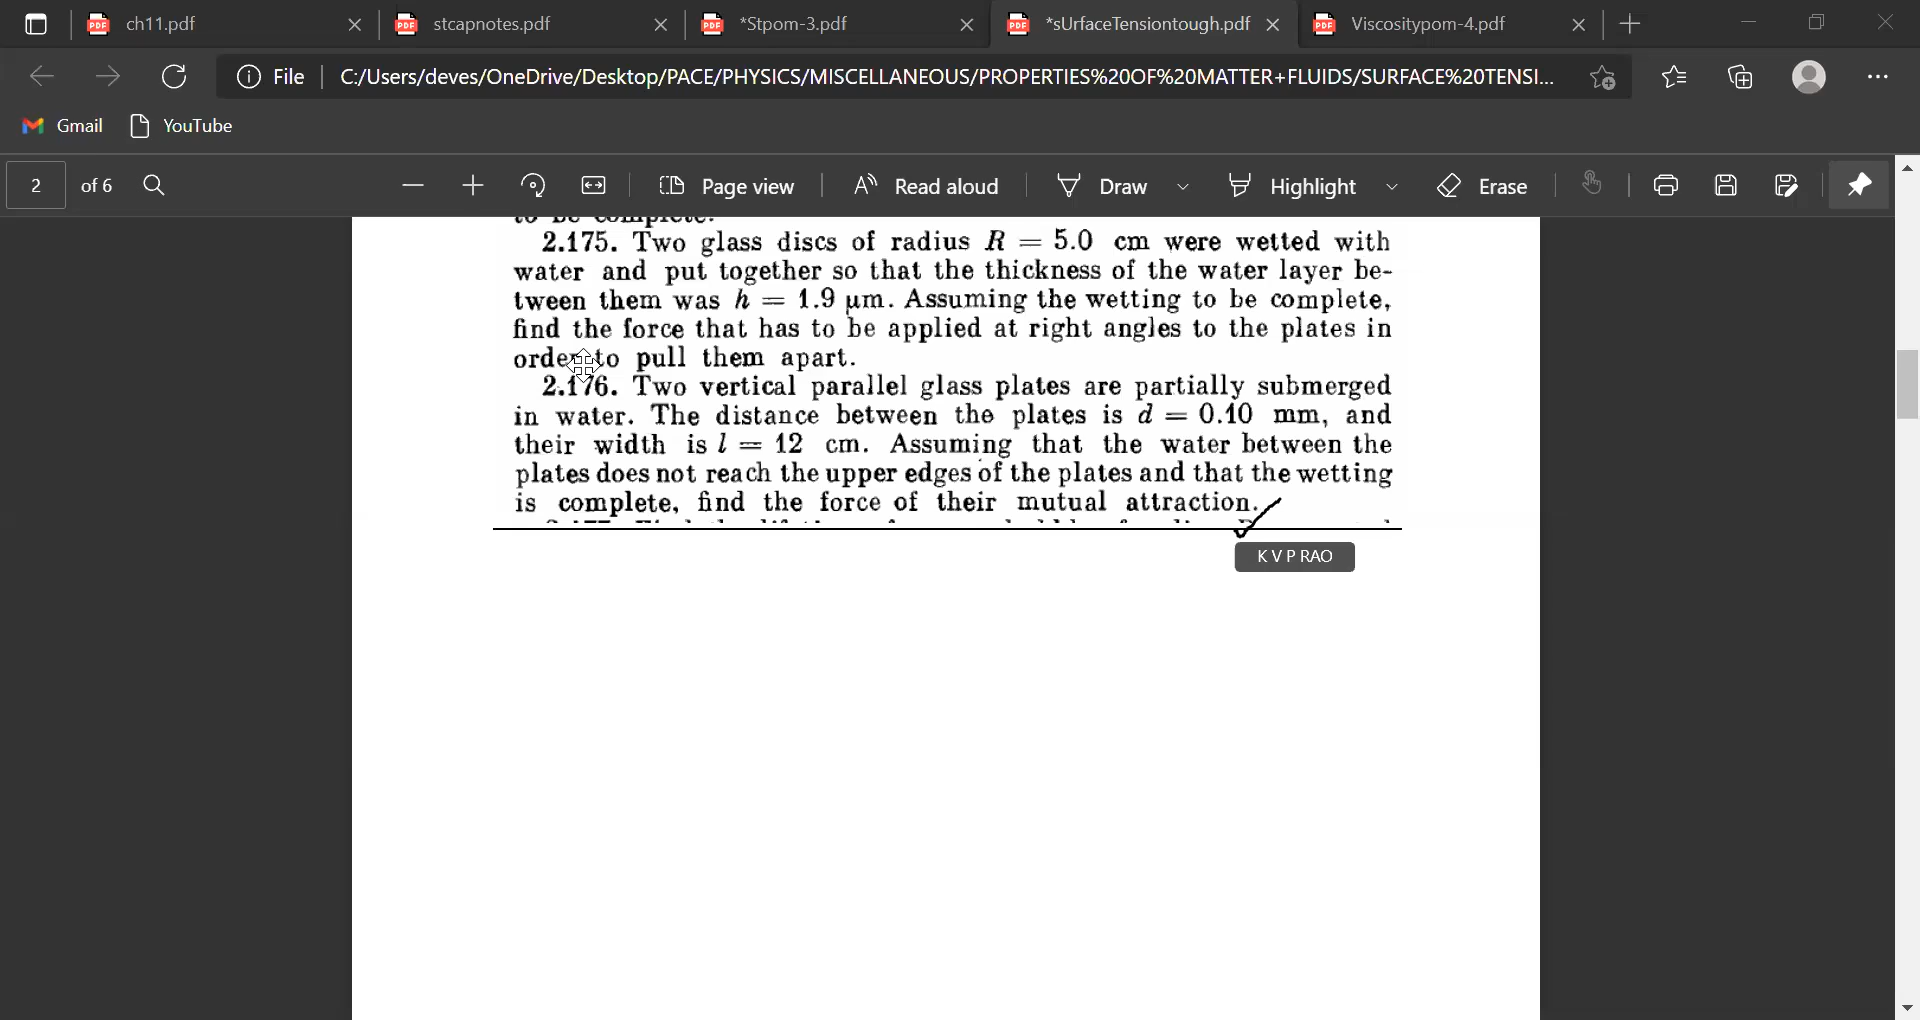 ch11.pdf
stcapnotes.pdf
*Stpom-3.pdf
*sUrfaceTensiontough.pdf
Viscositypom-4.pdf
File
C:/Users/deves/OneDrive/Desktop/PACE/PHYSICS/MISCELLANEOUS/PROPERTIES%20OF%20MATTER+FLUIDS/SURFACE%20TENSI...
Gmail
YouTube
2 of 6
Page view
Read aloud
Draw
Highlight
Erase
to be complete.
2.175. Two glass discs of radius R = 5.0 cm were wetted with
water and put together so that the thickness of the water layer be-
tween them was h = 1.9 μm. Assuming the wetting to be complete,
find the force that has to be applied at right angles to the plates in
order to pull them apart.
2.176. Two vertical parallel glass plates are partially submerged
in water. The distance between the plates is d = 0.10 mm, and
their width is l = 12 cm. Assuming that the water between the
plates does not reach the upper edges of the plates and that the wetting
is complete, find the force of their mutual attraction.
K V P RAO